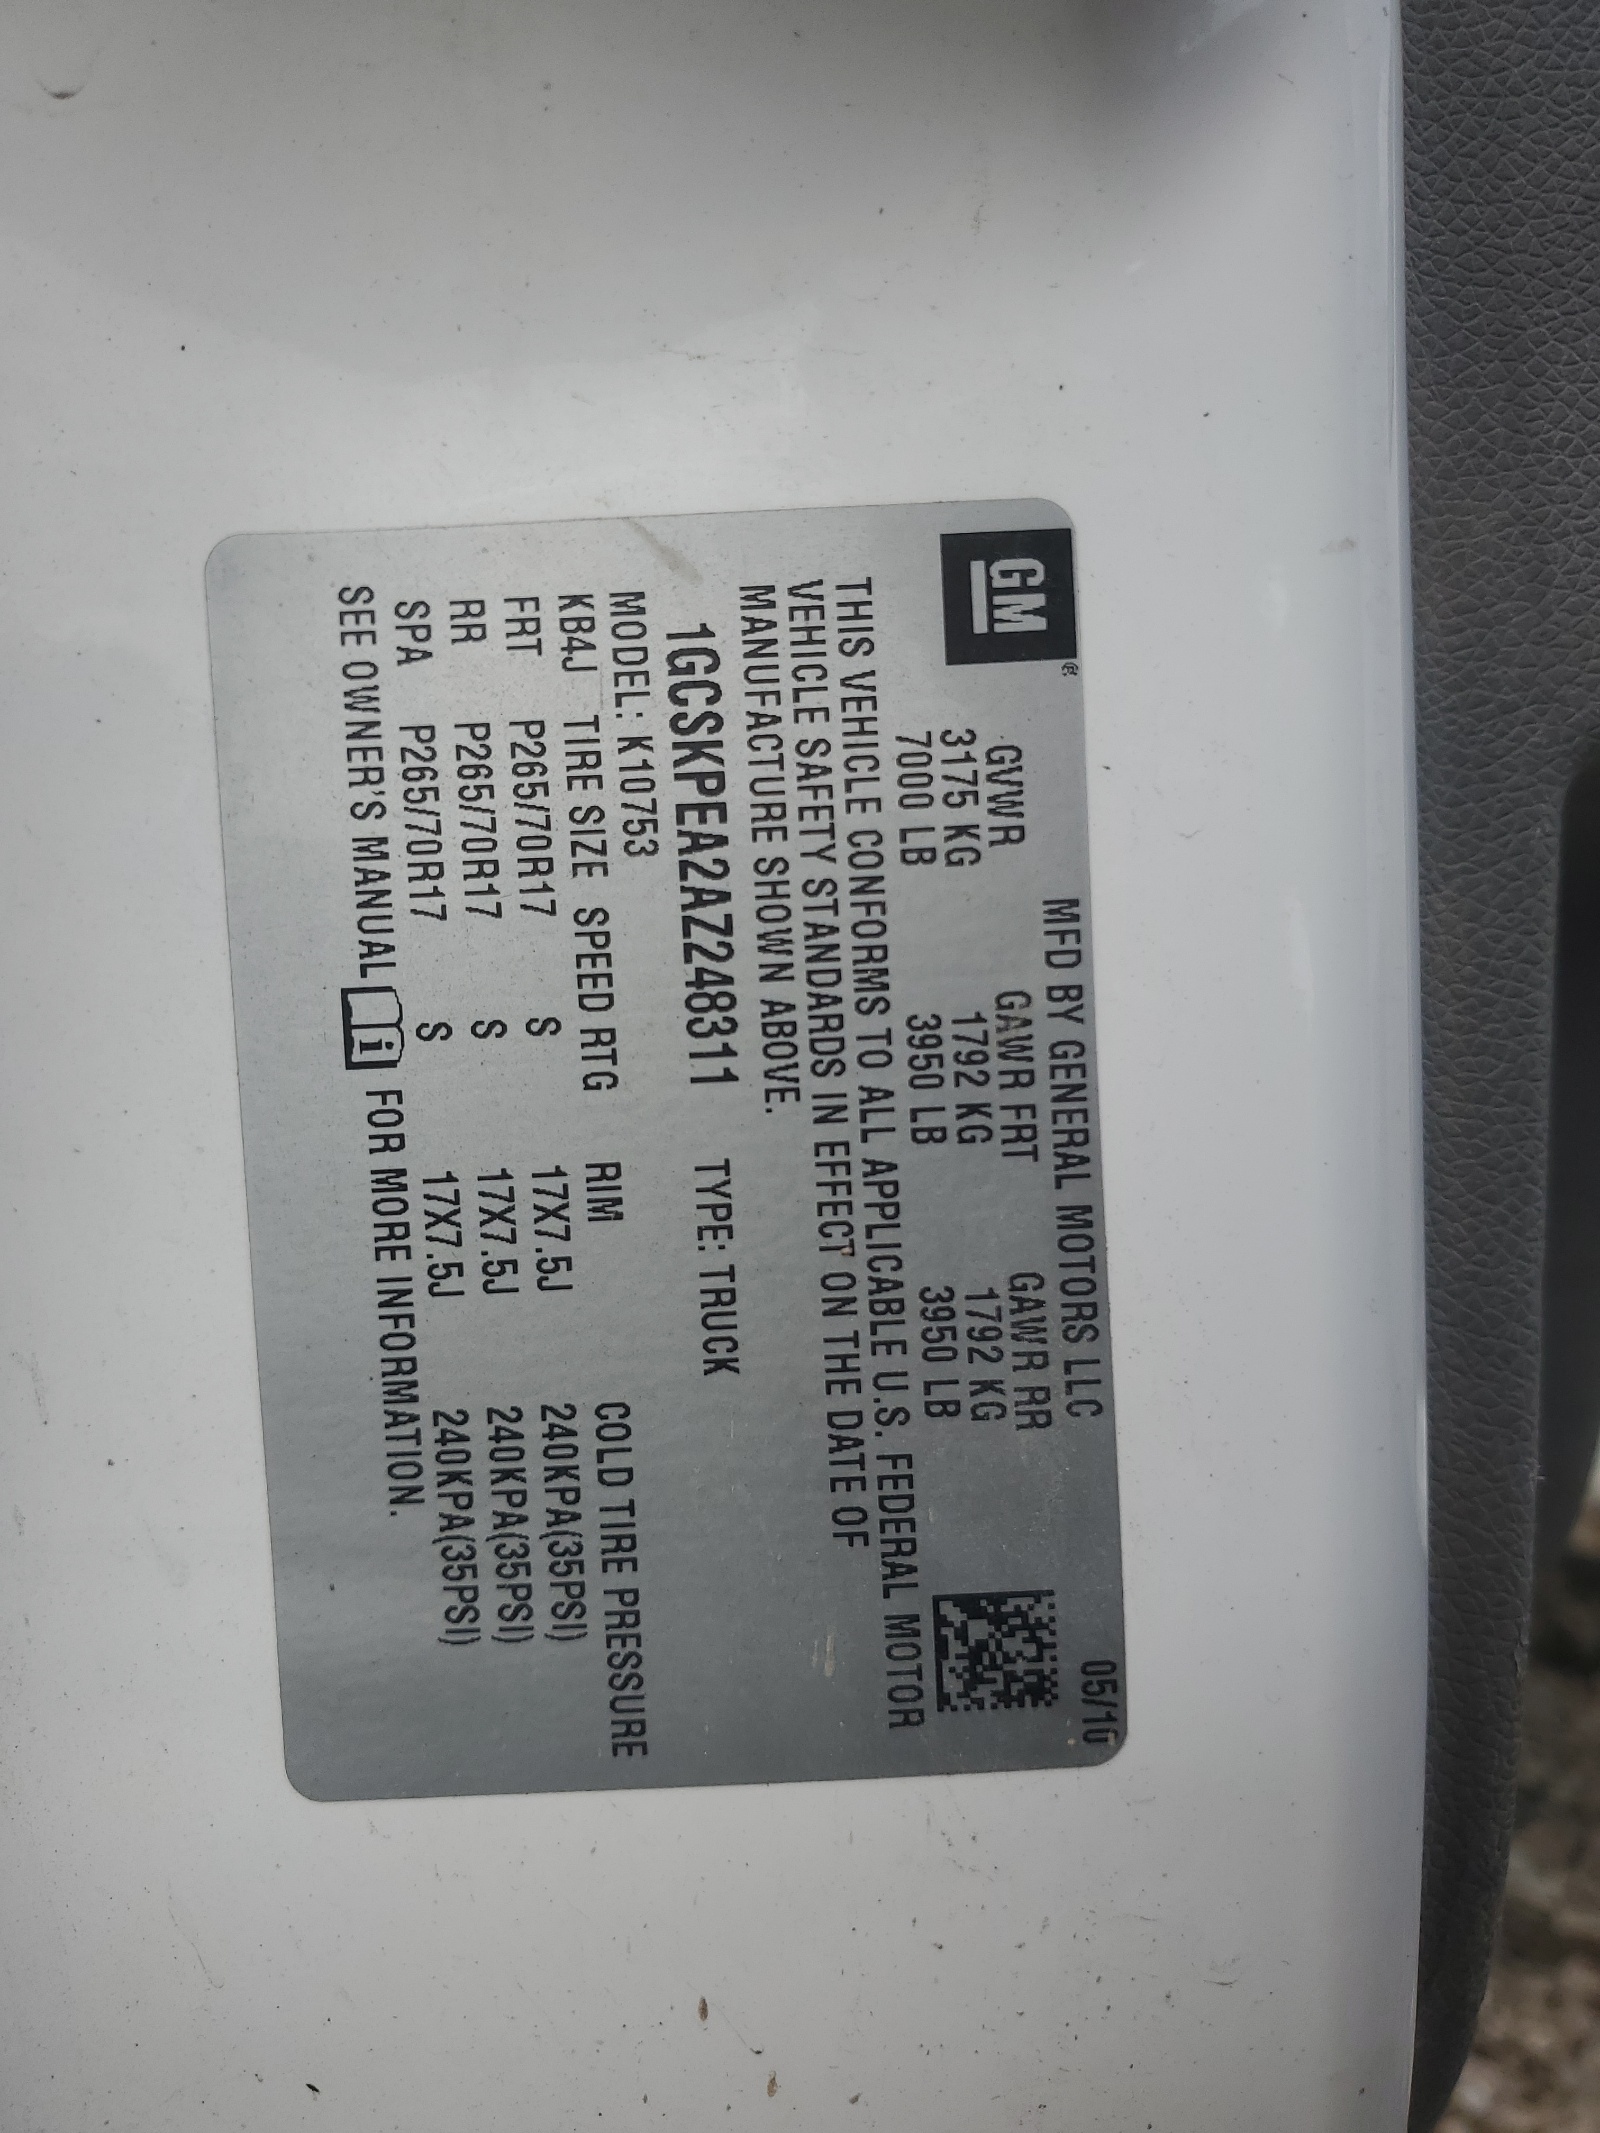 GM®
MFD BY GENERAL MOTORS LLC 05/10
GVWR GAWR FRT GAWR RR
3175 KG 1792 KG 1792 KG
7000 LB 3950 LB 3950 LB
THIS VEHICLE CONFORMS TO ALL APPLICABLE U.S. FEDERAL MOTOR
VEHICLE SAFETY STANDARDS IN EFFECT ON THE DATE OF
MANUFACTURE SHOWN ABOVE.
1GCSKPEA2AZ248311 TYPE: TRUCK
MODEL: K10753
KB4J TIRE SIZE SPEED RTG RIM COLD TIRE PRESSURE
FRT P265/70R17 S 17X7.5J 240KPA(35PSI)
RR P265/70R17 S 17X7.5J 240KPA(35PSI)
SPA P265/70R17 S 17X7.5J 240KPA(35PSI)
SEE OWNER'S MANUAL i FOR MORE INFORMATION.